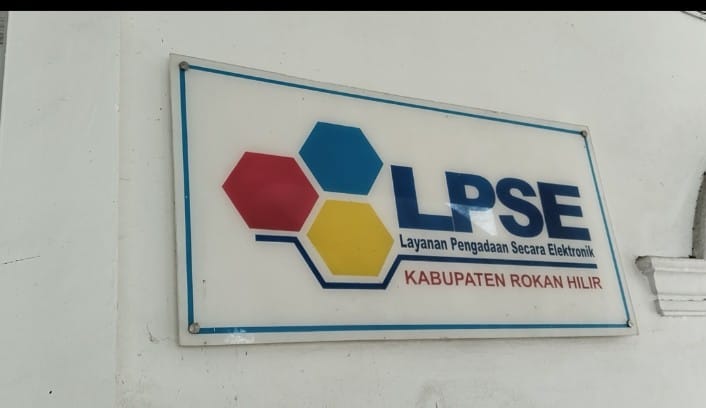 LPSE
Layanan Pengadaan Secara Elektronik
KABUPATEN ROKAN HILIR